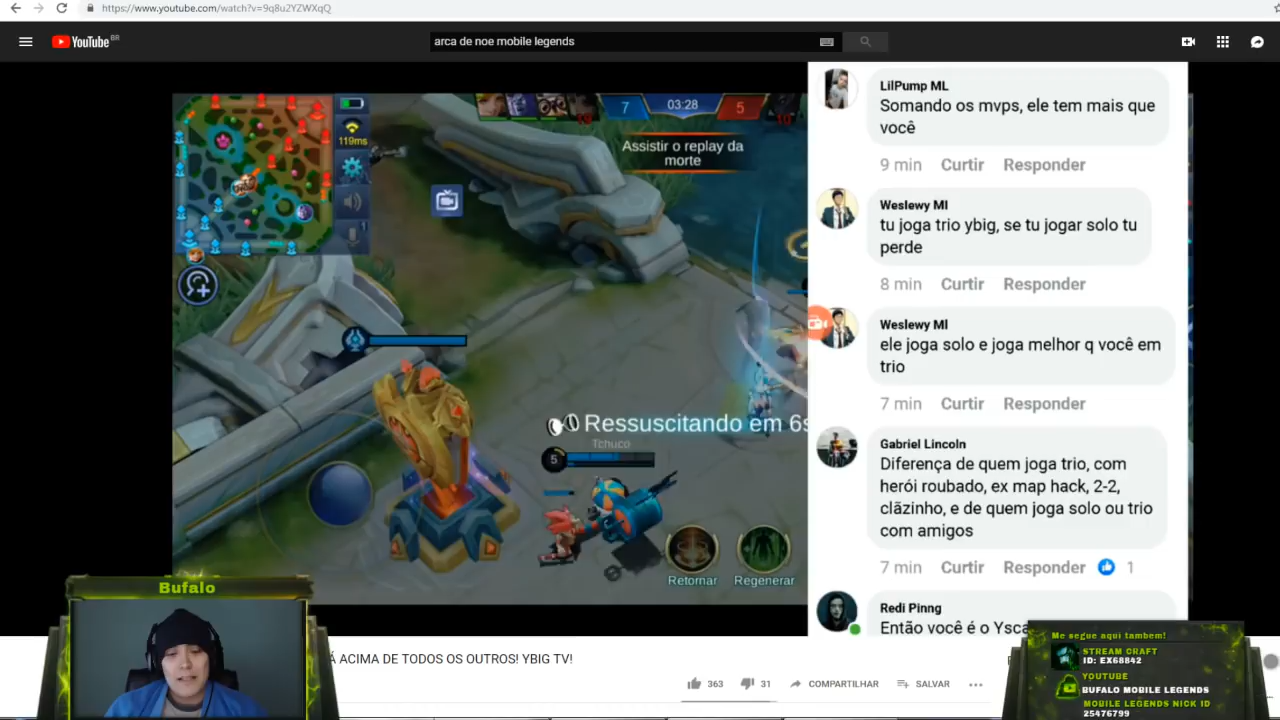 https://www.youtube.com/watch?v=9q8u2YZWXqQ
YouTube BR
arca de noe mobile legends
7 03:28 5
119ms
Assistir o replay da
morte
LilPump ML
Somando os mvps, ele tem mais que
você
9 min Curtir Responder
Weslewy Ml
tu joga trio ybig, se tu jogar solo tu
perde
8 min Curtir Responder
Weslewy Ml
ele joga solo e joga melhor q você em
trio
7 min Curtir Responder
Gabriel Lincoln
Diferença de quem joga trio, com
herói roubado, ex map hack, 2-2,
clãzinho, e de quem joga solo ou trio
com amigos
7 min Curtir Responder 1
Redi Pinng
Então você é o Ysca
Ressuscitando em 6s
Tchuco
5
Retornar Regenerar
Bufalo
Á ACIMA DE TODOS OS OUTROS! YBIG TV!
363 31 COMPARTILHAR SALVAR
Me segue aqui tambem!
STREAM CRAFT
ID: EX68842
YOUTUBE
BUFALO MOBILE LEGENDS
MOBILE LEGENDS NICK ID
25476799